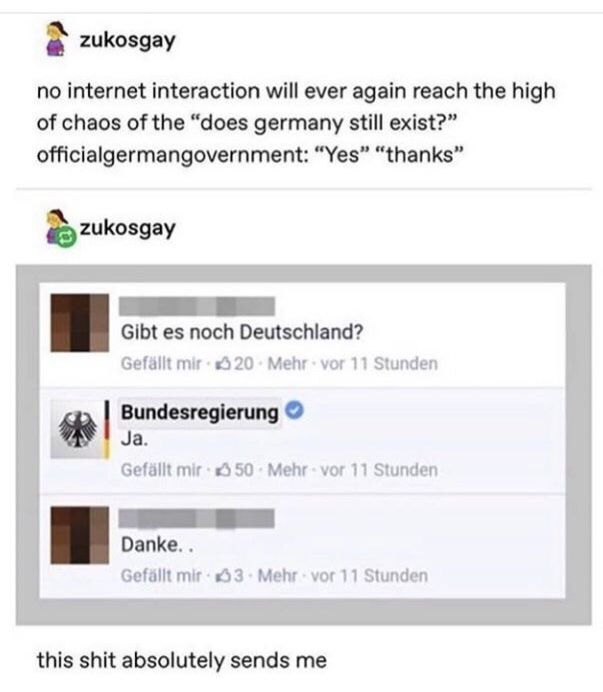 zukosgay
no internet interaction will ever again reach the high
of chaos of the “does germany still exist?”
officialgermangovernment: “Yes” “thanks”
zukosgay
Gibt es noch Deutschland?
Gefällt mir · 20 · Mehr · vor 11 Stunden
Bundesregierung
Ja.
Gefällt mir · 50 · Mehr · vor 11 Stunden
Danke. .
Gefällt mir · 3 · Mehr · vor 11 Stunden
this shit absolutely sends me